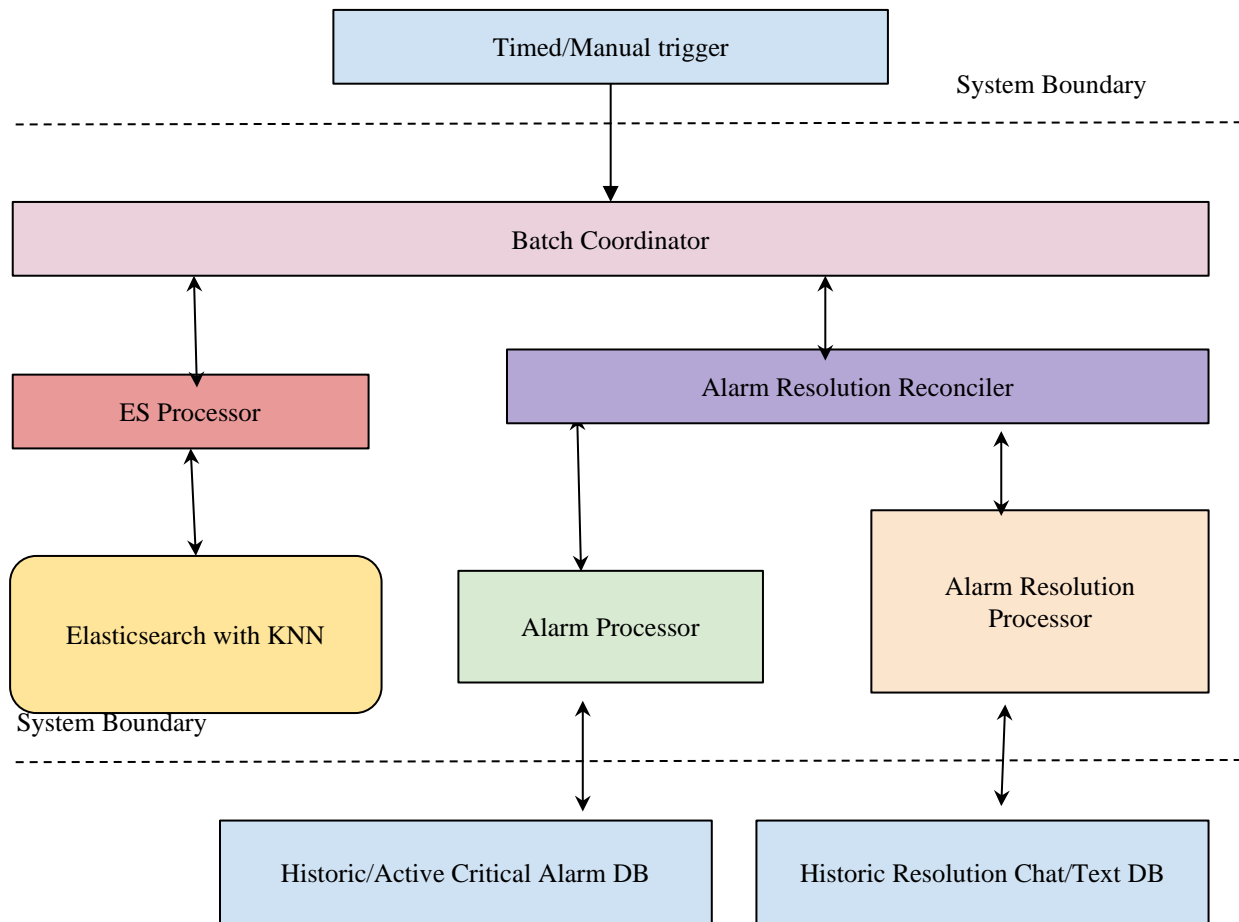 Timed/Manual trigger
System Boundary
Batch Coordinator
Alarm Resolution Reconciler
ES Processor
Alarm Resolution
Processor
Alarm Processor
Elasticsearch with KNN
System Boundary
Historic/Active Critical Alarm DB
Historic Resolution Chat/Text DB